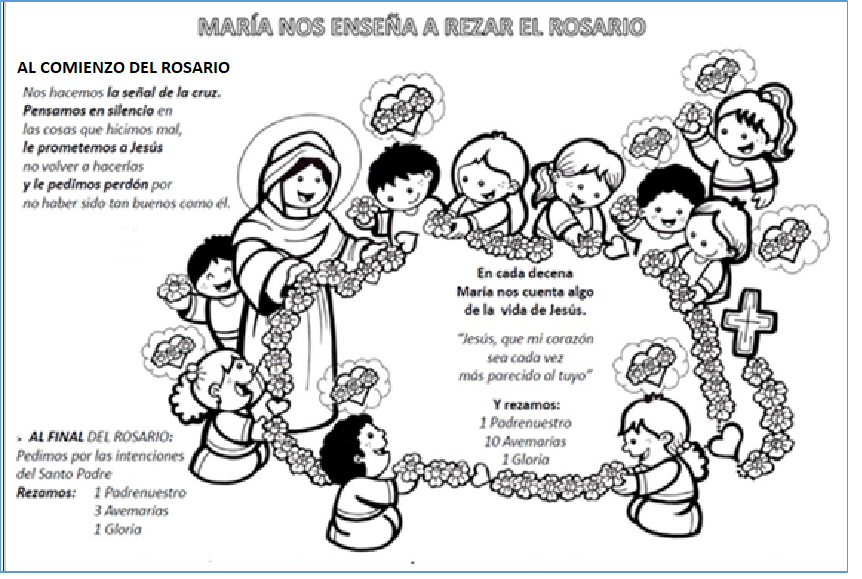 MARÍA NOS ENSEÑA A REZAR EL ROSARIO
AL COMIENZO DEL ROSARIO
Nos hacemos la señal de la cruz.
Pensamos en silencio en
las cosas que hicimos mal,
le prometemos a Jesús
no volver a hacerlas
y le pedimos perdón por
no haber sido tan buenos como él.
En cada decena
María nos cuenta algo
de la vida de Jesús.
"Jesús, que mi corazón
sea cada vez
más parecido al tuyo"
Y rezamos:
1 Padrenuestro
10 Avemarías
1 Gloria
AL FINAL DEL ROSARIO:
Pedimos por las intenciones
del Santo Padre
Rezamos: 1 Padrenuestro
3 Avemarías
1 Gloria